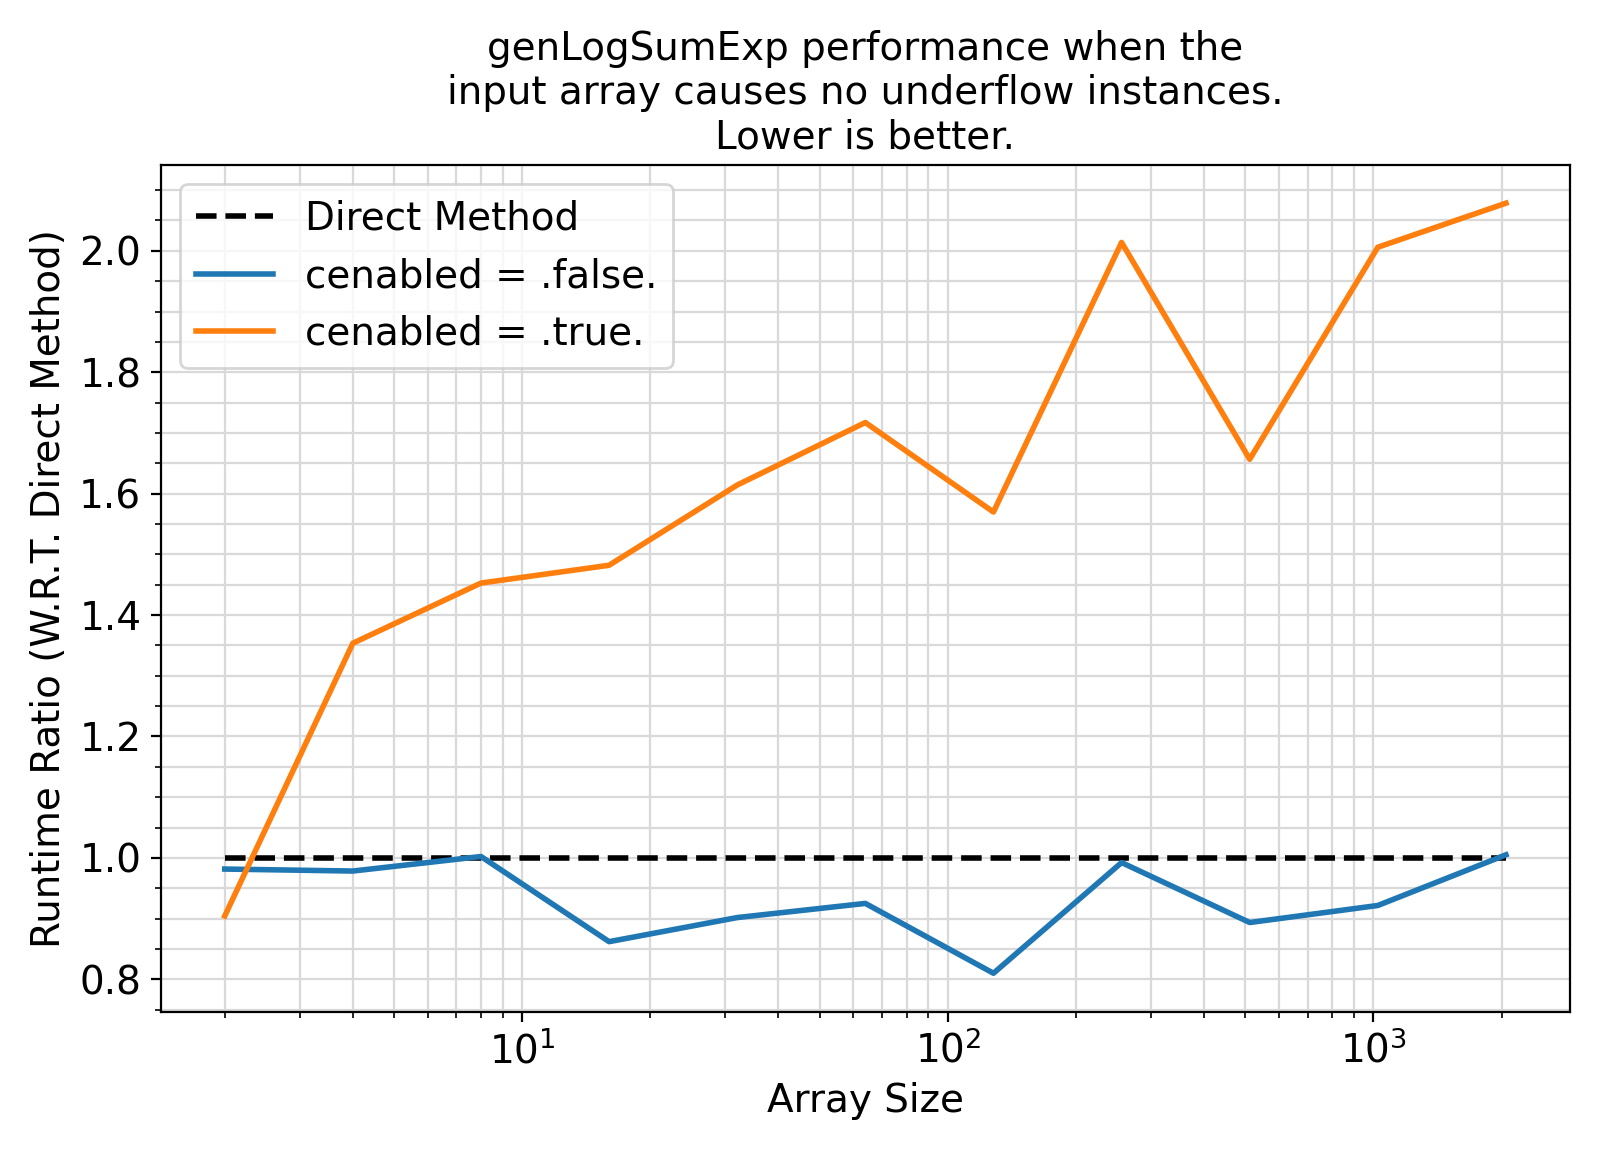 genLogSumExp performance when the
input array causes no underflow instances.
Lower is better.
Direct Method
cenabled = .false.
cenabled = .true.
Runtime Ratio (W.R.T. Direct Method)
2.0
1.8
1.6
1.4
1.2
1.0
0.8
10¹ 10² 10³
Array Size